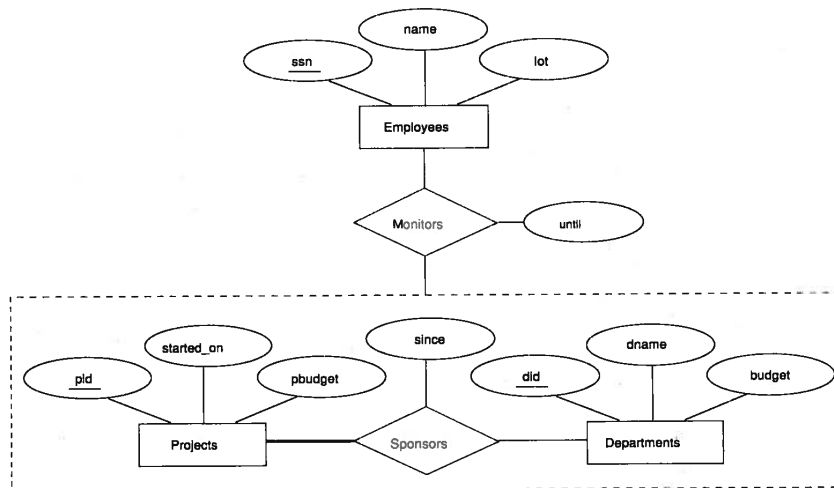 name
ssn
lot
Employees
Monitors
until
started_on
since
dname
pid
pbudget
did
budget
Projects
Sponsors
Departments